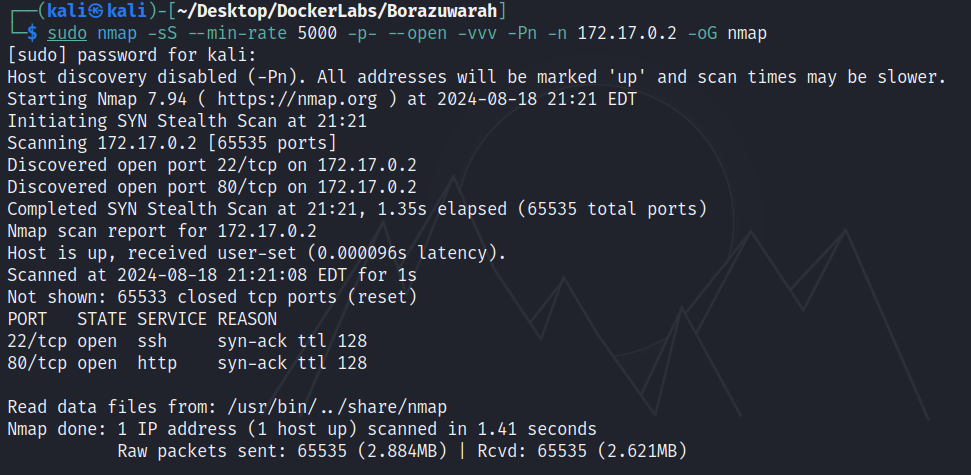 ┌──(kali㉿kali)-[~/Desktop/DockerLabs/Borazuwarah]
└─$ sudo nmap -sS --min-rate 5000 -p- --open -vvv -Pn -n 172.17.0.2 -oG nmap
[sudo] password for kali:
Host discovery disabled (-Pn). All addresses will be marked 'up' and scan times may be slower.
Starting Nmap 7.94 ( https://nmap.org ) at 2024-08-18 21:21 EDT
Initiating SYN Stealth Scan at 21:21
Scanning 172.17.0.2 [65535 ports]
Discovered open port 22/tcp on 172.17.0.2
Discovered open port 80/tcp on 172.17.0.2
Completed SYN Stealth Scan at 21:21, 1.35s elapsed (65535 total ports)
Nmap scan report for 172.17.0.2
Host is up, received user-set (0.000096s latency).
Scanned at 2024-08-18 21:21:08 EDT for 1s
Not shown: 65533 closed tcp ports (reset)
PORT   STATE SERVICE REASON
22/tcp open  ssh     syn-ack ttl 128
80/tcp open  http    syn-ack ttl 128
Read data files from: /usr/bin/../share/nmap
Nmap done: 1 IP address (1 host up) scanned in 1.41 seconds
Raw packets sent: 65535 (2.884MB) | Rcvd: 65535 (2.621MB)